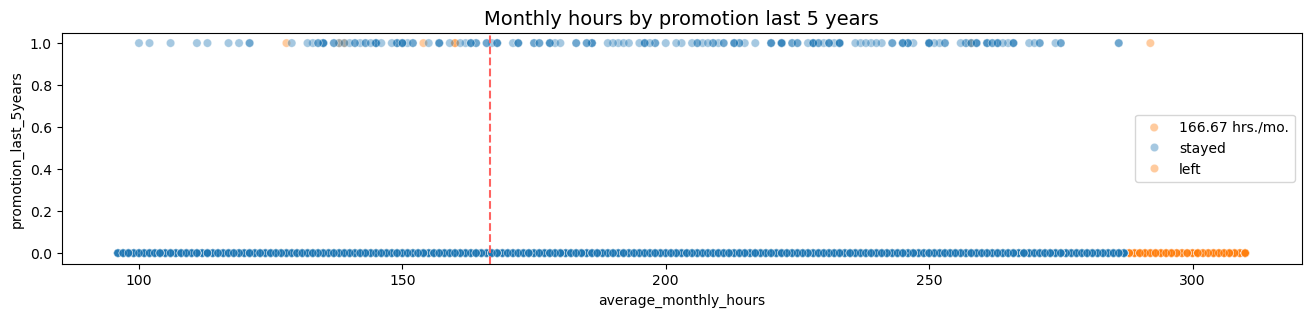 Monthly hours by promotion last 5 years
promotion_last_5years
1.0
0.8
0.6
0.4
0.2
0.0
166.67 hrs./mo.
stayed
left
100 150 200 250 300
average_monthly_hours